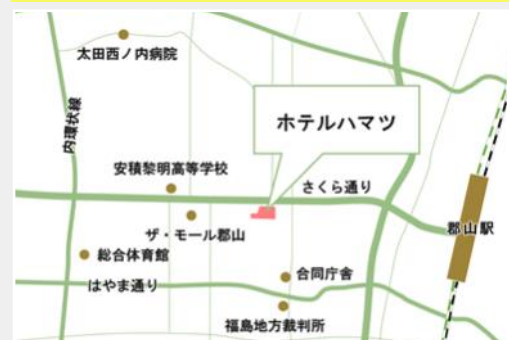 太田西ノ内病院
内環状線
ホテルハマツ
安積黎明高等学校
さくら通り
ザ・モール郡山
郡山駅
総合体育館
合同庁舎
はやま通り
福島地方裁判所